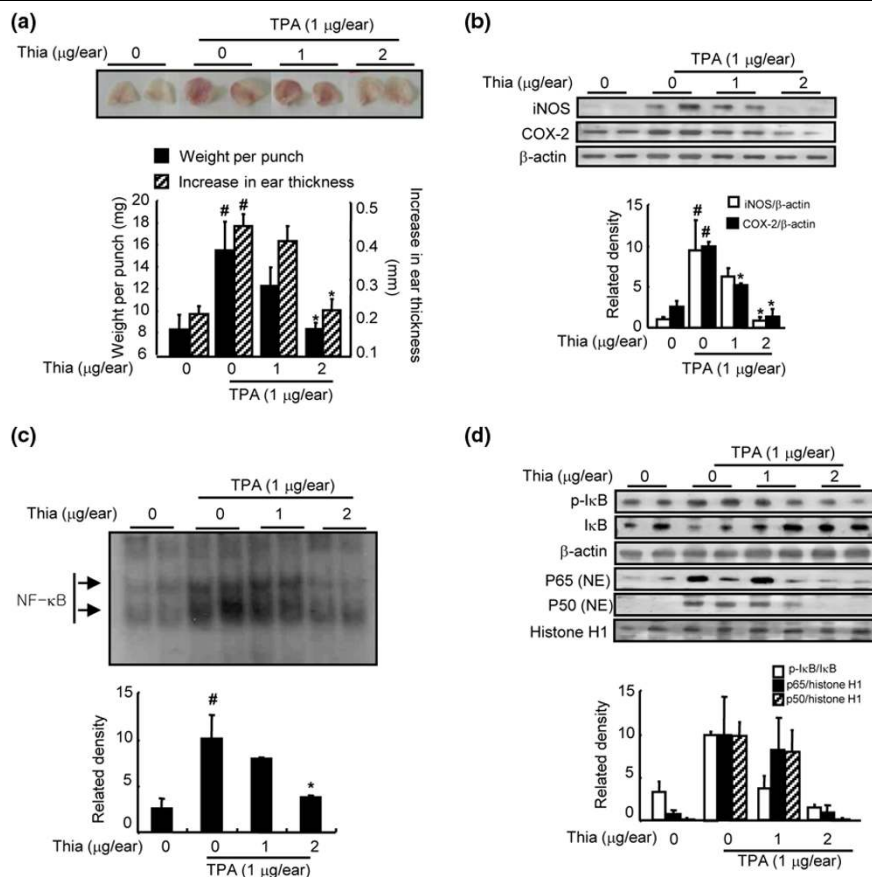 (a)
TPA (1 μg/ear)
Thia (μg/ear) 0 0 1 2
Weight per punch
Increase in ear thickness
Weight per punch (mg)
20
18
16
14
12
10
8
6
# #
* *
0.5
0.4
0.3
0.2
0.1
Increase in ear thickness
(mm)
Thia (μg/ear) 0 0 1 2
TPA (1 μg/ear)
(b)
TPA (1 μg/ear)
Thia (μg/ear) 0 0 1 2
iNOS
COX-2
β-actin
iNOS/β-actin
COX-2/β-actin
Related density
15
10
5
0
#
#
*
* *
Thia (μg/ear) 0 0 1 2
TPA (1 μg/ear)
(c)
TPA (1 μg/ear)
Thia (μg/ear) 0 0 1 2
NF-κB
Related density
15
10
5
0
#
*
Thia (μg/ear) 0 0 1 2
TPA (1 μg/ear)
(d)
TPA (1 μg/ear)
Thia (μg/ear) 0 0 1 2
p-IκB
IκB
β-actin
P65 (NE)
P50 (NE)
Histone H1
p-IκB/IκB
p65/histone H1
p50/histone H1
Related density
15
10
5
0
Thia (μg/ear) 0 0 1 2
TPA (1 μg/ear)